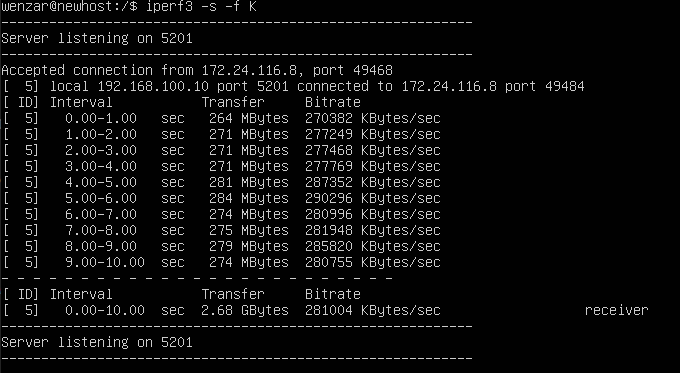 wenzar@newhost:/$ iperf3 -s -f K
-----------------------------------------------------------
Server listening on 5201
-----------------------------------------------------------
Accepted connection from 172.24.116.8, port 49468
[  5] local 192.168.100.10 port 5201 connected to 172.24.116.8 port 49484
[ ID] Interval           Transfer     Bitrate
[  5]   0.00-1.00   sec   264 MBytes  270382 KBytes/sec
[  5]   1.00-2.00   sec   271 MBytes  277249 KBytes/sec
[  5]   2.00-3.00   sec   271 MBytes  277468 KBytes/sec
[  5]   3.00-4.00   sec   271 MBytes  277769 KBytes/sec
[  5]   4.00-5.00   sec   281 MBytes  287352 KBytes/sec
[  5]   5.00-6.00   sec   284 MBytes  290296 KBytes/sec
[  5]   6.00-7.00   sec   274 MBytes  280996 KBytes/sec
[  5]   7.00-8.00   sec   275 MBytes  281948 KBytes/sec
[  5]   8.00-9.00   sec   279 MBytes  285820 KBytes/sec
[  5]   9.00-10.00  sec   274 MBytes  280755 KBytes/sec
- - - - - - - - - - - - - - - - - - - - - - - - -
[ ID] Interval           Transfer     Bitrate
[  5]   0.00-10.00  sec  2.68 GBytes  281004 KBytes/sec                  receiver
-----------------------------------------------------------
Server listening on 5201
-----------------------------------------------------------